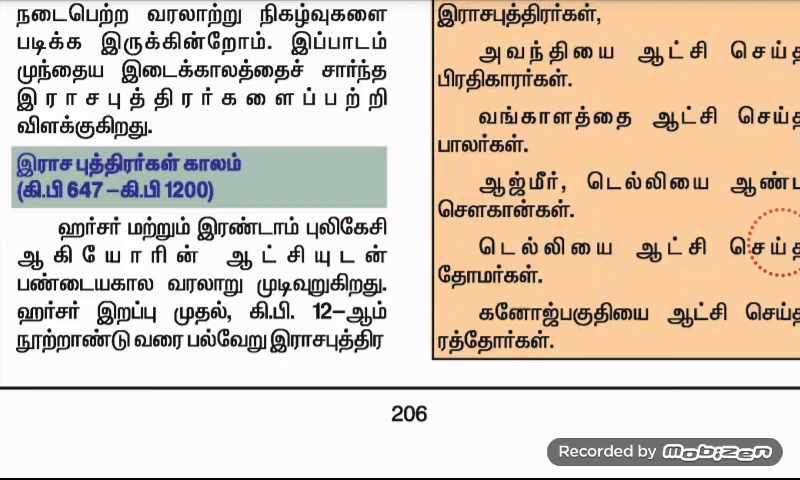 நடைபெற்ற வரலாற்று நிகழ்வுகளை
படிக்க இருக்கின்றோம். இப்பாடம்
முந்தைய இடைக்காலத்தைச் சார்ந்த
இராசபுத்திரர்களைப்பற்றி
விளக்குகிறது.
இராசபுத்திரர்கள் காலம்
(கி.பி 647 –கி.பி 1200)
ஹர்சர் மற்றும் இரண்டாம் புலிகேசி
ஆகியோரின் ஆட்சியுடன்
பண்டையகால வரலாறு முடிவுறுகிறது.
ஹர்சர் இறப்பு முதல், கி.பி. 12–ஆம்
நூற்றாண்டு வரை பல்வேறு இராசபுத்திர
இராசபுத்திரர்கள்,
அவந்தியை ஆட்சி செய்த
பிரதிகாரர்கள்.
வங்காளத்தை ஆட்சி செய்த
பாலர்கள்.
ஆஜ்மீர், டெல்லியை ஆண்ட
சௌகான்கள்.
டெல்லியை ஆட்சி செய்த
தோமர்கள்.
கனோஜ்பகுதியை ஆட்சி செய்த
ரத்தோர்கள்.
206
Recorded by mobizen